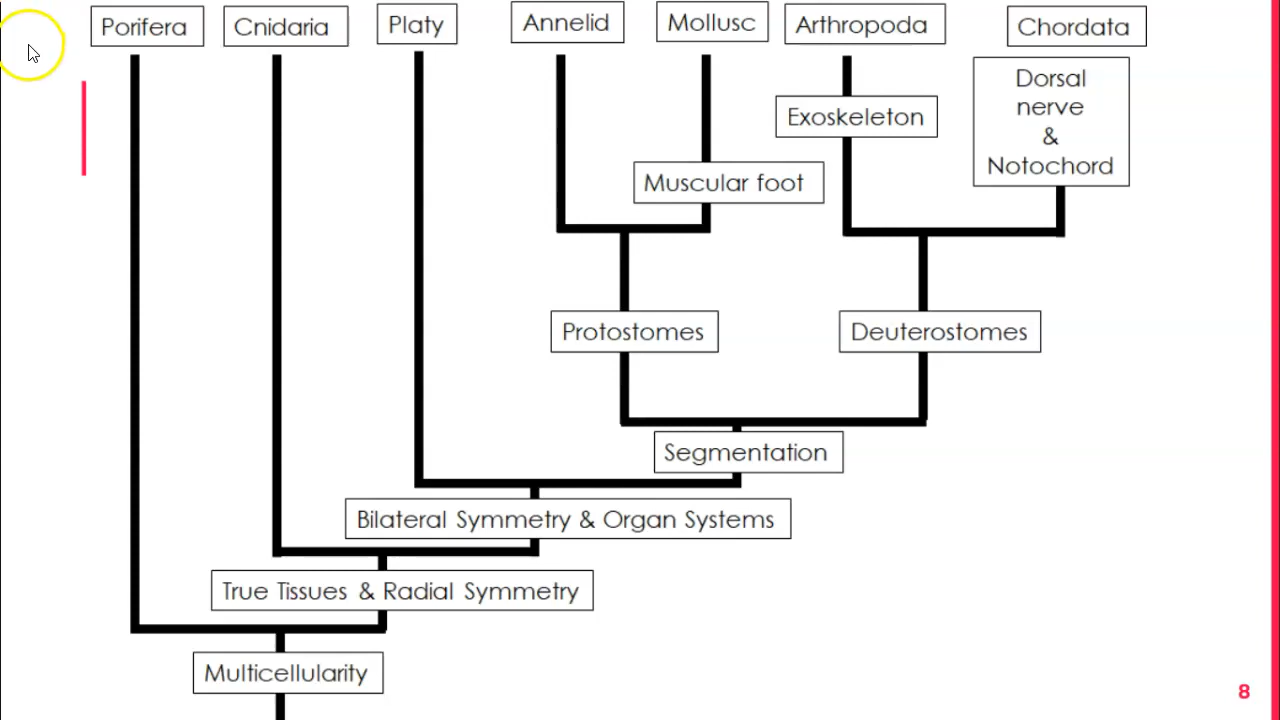 Porifera
Cnidaria
Platy
Annelid
Mollusc
Arthropoda
Chordata
Dorsal
nerve
&
Notochord
Exoskeleton
Muscular foot
Protostomes
Deuterostomes
Segmentation
Bilateral Symmetry & Organ Systems
True Tissues & Radial Symmetry
Multicellularity
8